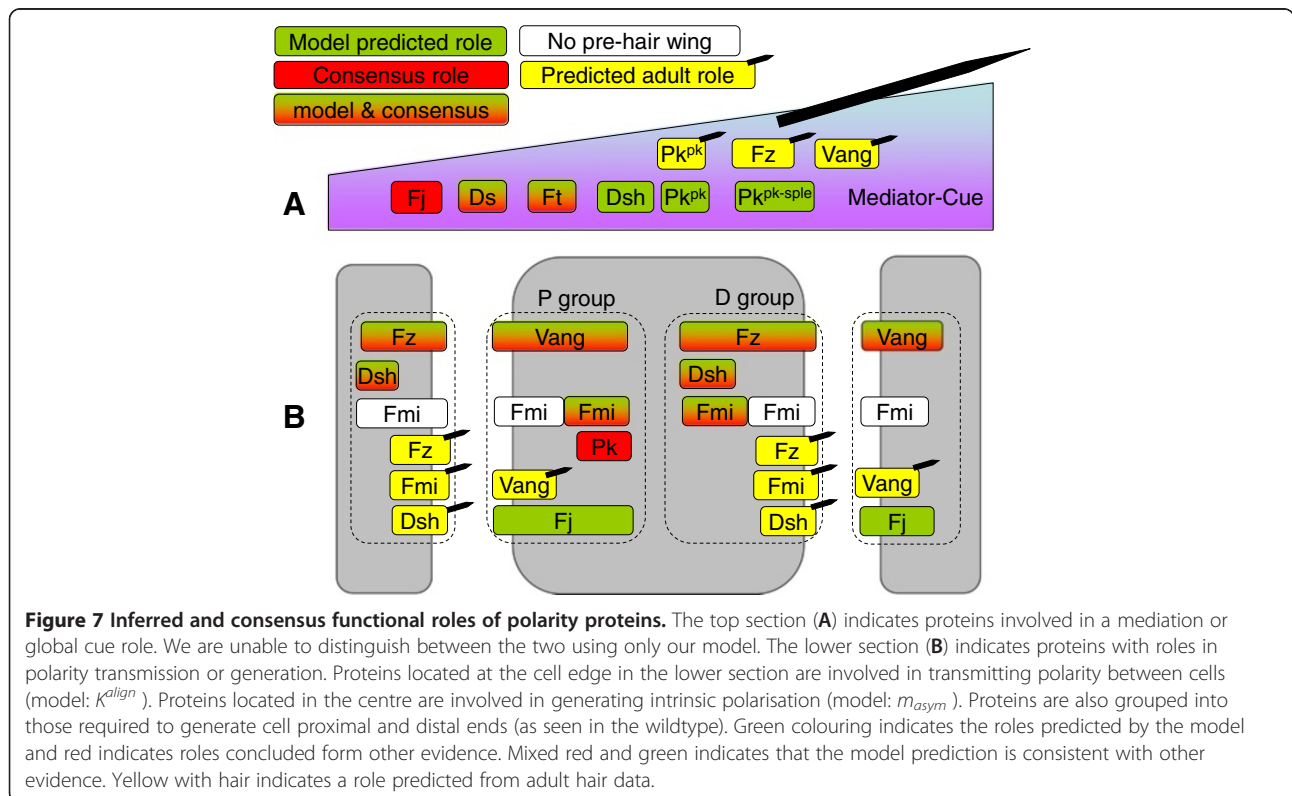 Model predicted role No pre-hair wing
Consensus role Predicted adult role
model & consensus
Pk^pk Fz Vang
A Fj Ds Ft Dsh Pk^pk Pk^pk-sple Mediator-Cue
P group D group
Fz Vang Fz Vang
Dsh Dsh
B Fmi Fmi Fmi Fmi Fmi Fmi
Fz Pk Fz
Fmi Vang Fmi Vang
Dsh Fj Dsh Fj
Figure 7 Inferred and consensus functional roles of polarity proteins. The top section (A) indicates proteins involved in a mediation or
global cue role. We are unable to distinguish between the two using only our model. The lower section (B) indicates proteins with roles in
polarity transmission or generation. Proteins located at the cell edge in the lower section are involved in transmitting polarity between cells
(model: K^align ). Proteins located in the centre are involved in generating intrinsic polarisation (model: m_asym ). Proteins are also grouped into
those required to generate cell proximal and distal ends (as seen in the wildtype). Green colouring indicates the roles predicted by the model
and red indicates roles concluded form other evidence. Mixed red and green indicates that the model prediction is consistent with other
evidence. Yellow with hair indicates a role predicted from adult hair data.